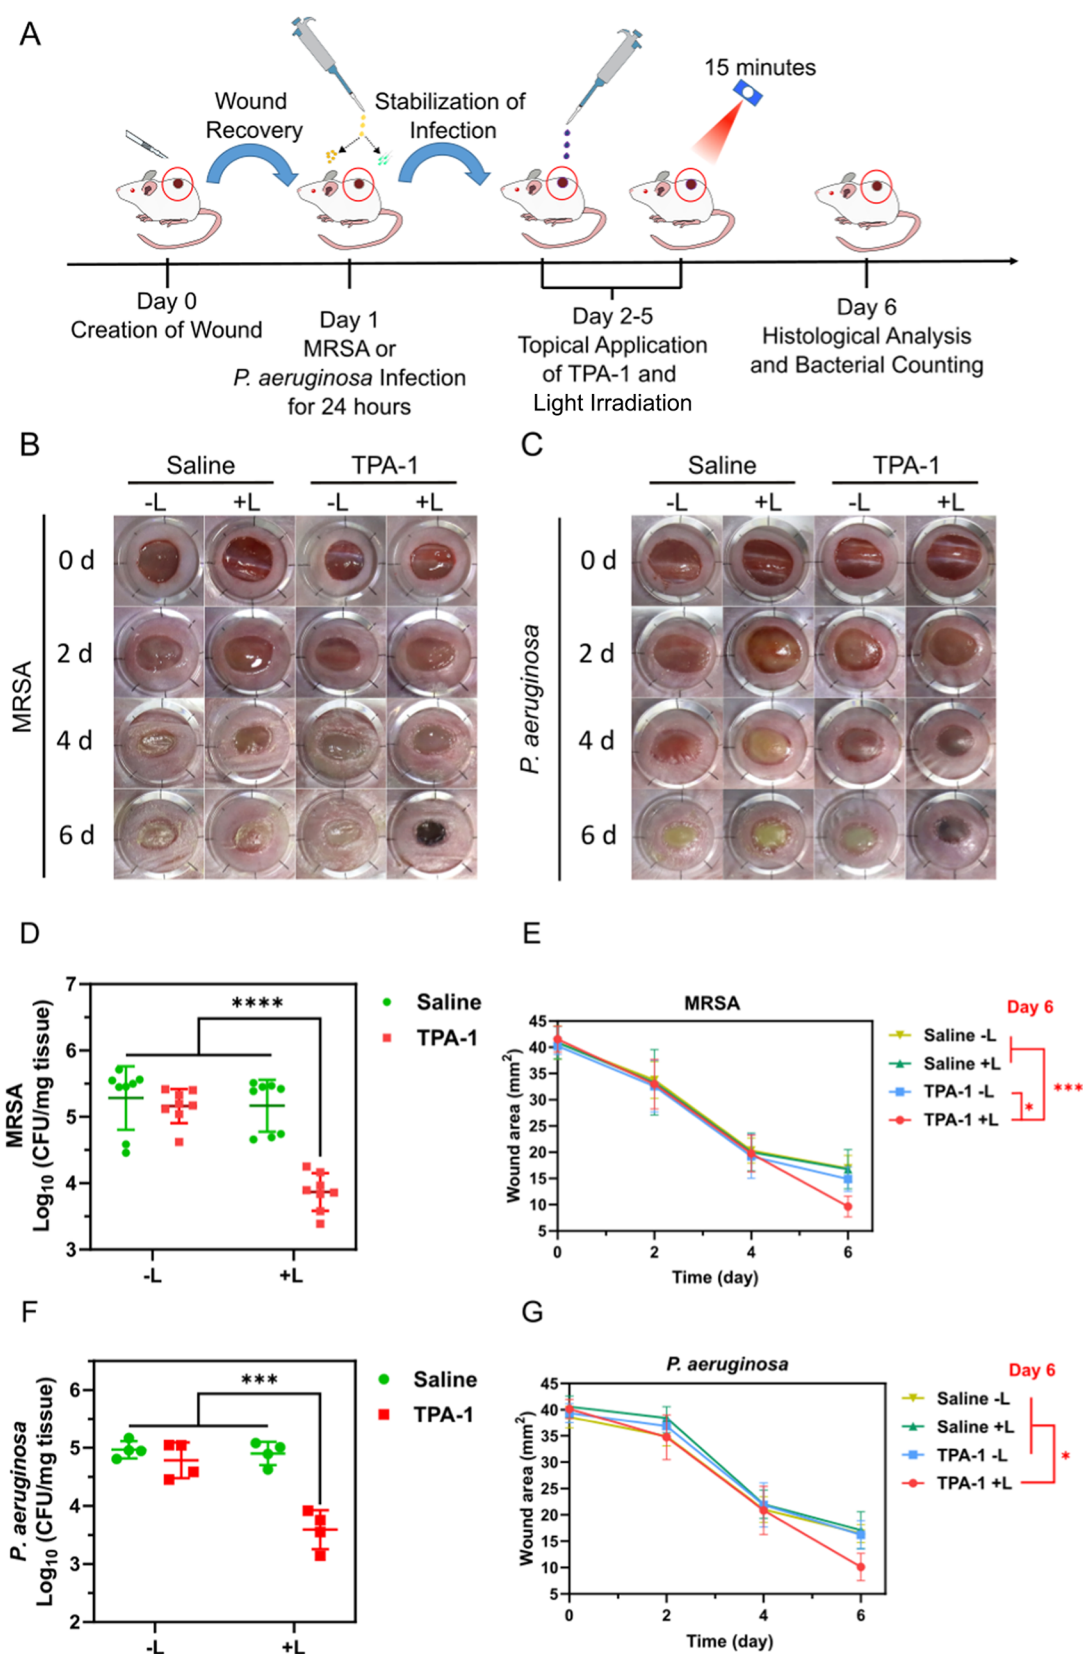 A
Wound
Recovery
Stabilization of
Infection
15 minutes
Day 0
Creation of Wound
Day 1
MRSA or
P. aeruginosa Infection
for 24 hours
Day 2-5
Topical Application
of TPA-1 and
Light Irradiation
Day 6
Histological Analysis
and Bacterial Counting
B
Saline TPA-1
-L +L -L +L
MRSA
0 d
2 d
4 d
6 d
C
Saline TPA-1
-L +L -L +L
P. aeruginosa
0 d
2 d
4 d
6 d
D
MRSA
Log10 (CFU/mg tissue)
7
6
5
4
3
****
-L +L
Saline
TPA-1
E
MRSA
Wound area (mm2)
45
40
35
30
25
20
15
10
5
0 2 4 6
Time (day)
Day 6
Saline -L
Saline +L
TPA-1 -L
TPA-1 +L
*
***
F
P. aeruginosa
Log10 (CFU/mg tissue)
6
5
4
3
2
***
-L +L
Saline
TPA-1
G
P. aeruginosa
Wound area (mm2)
45
40
35
30
25
20
15
10
5
0 2 4 6
Time (day)
Day 6
Saline -L
Saline +L
TPA-1 -L
TPA-1 +L
*